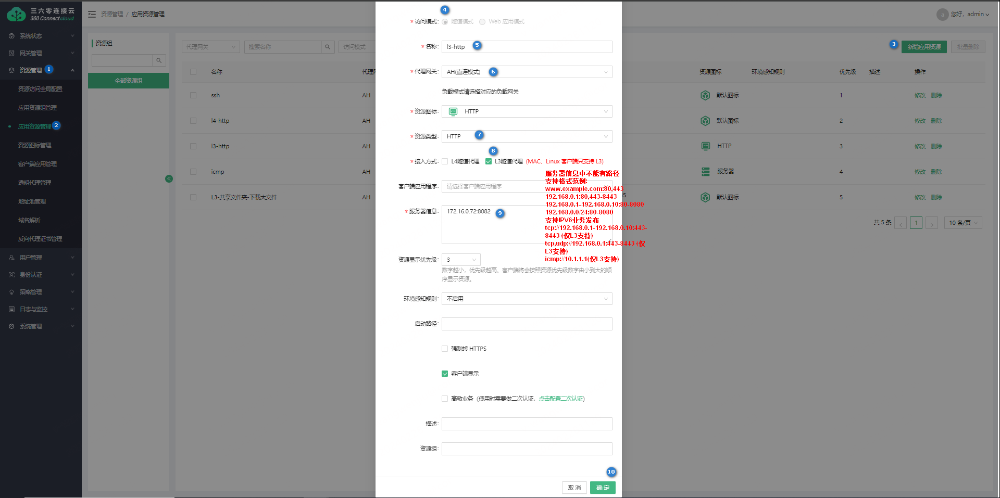 三六零连接云
360 Connect cloud
系统状态
网关管理
资源管理 1
资源访问全局配置
应用资源组管理
应用资源管理 2
资源图标管理
客户端应用管理
透明代理管理
地址池管理
域名解析
反向代理证书管理
用户管理
身份认证
策略管理
日志与监控
系统管理
资源管理 / 应用资源管理
a 您好，admin
资源组
全部资源组
代理网关
搜索名称
访问模式
3 新增应用资源
批量删除
名称 代理 资源图标 环境感知规则 优先级 描述 操作
ssh AH 默认图标 1 修改 删除
l4-http AH 默认图标 2 修改 删除
l3-http AH HTTP 3 修改 删除
icmp AH 服务器 4 修改 删除
L3-共享文件夹-下载大文件 AH 默认图标 5 修改 删除
共 5 条 < 1 > 10 条/页
4
* 访问模式: 隧道模式 Web 应用模式
* 名称: l3-http 5
* 代理网关: AH(直连模式) 6
负载模式请选择对应的负载网关
* 资源图标: HTTP
* 资源类型: HTTP 7
8
* 接入方式: L4隧道代理 L3隧道代理 (MAC、Linux 客户端只支持 L3)
客户端应用程序: 请选择客户端应用程序
* 服务器信息: 172.16.0.72:8082 9
服务器信息中不能有路径
支持格式范例:
www.example.com:80,443
192.168.0.1:80,443-8443
192.168.0.1-192.168.0.10:80-8080
192.168.0.0/24:80-8080
支持IPV6业务发布
tcp://192.168.0.1-192.168.0.10:443-
8443 (仅L3支持)
tcp,udp://192.168.0.1:443-8443 (仅
L3支持)
icmp://10.1.1.1(仅L3支持)
资源显示优先级: 3
数字越小，优先级越高。客户端将会按照资源优先级数字由小到大的顺
序显示资源。
环境感知规则: 不启用
启动路径:
强制转 HTTPS
客户端显示
高敏业务（使用时需要做二次认证，点击配置二次认证)
描述:
资源组:
10
取 消
确 定